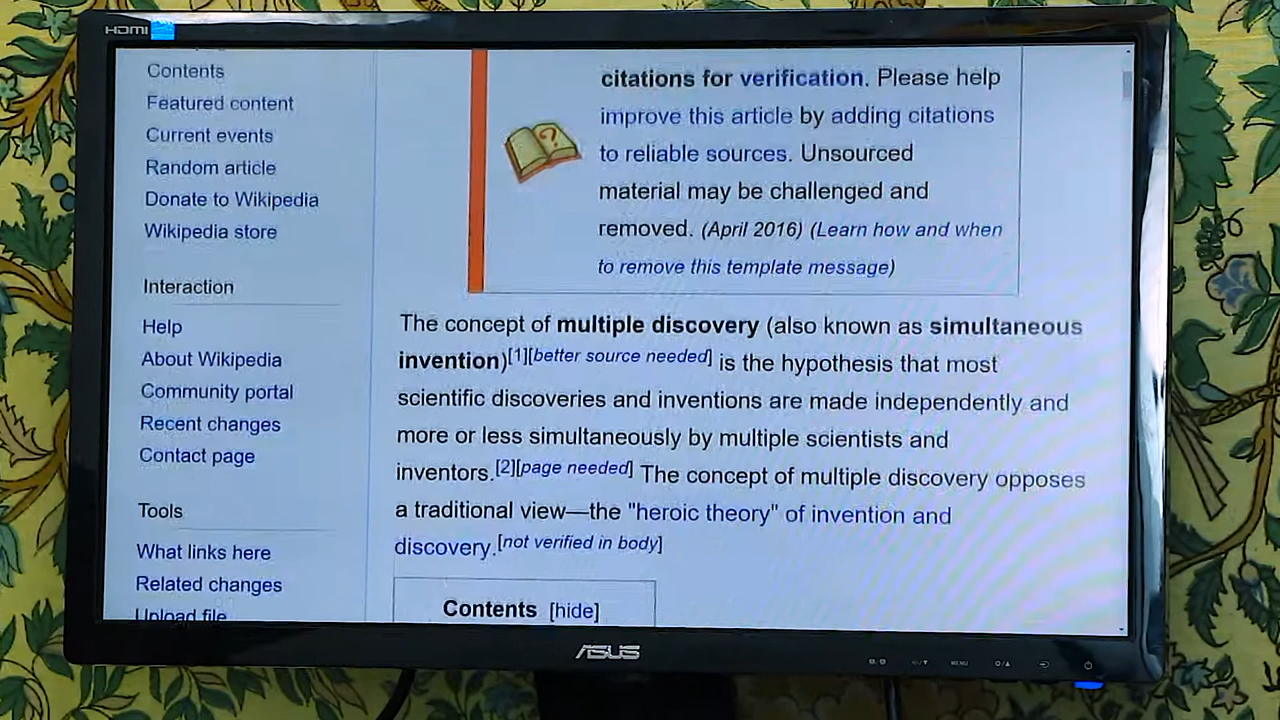 HDMI
Contents
Featured content
Current events
Random article
Donate to Wikipedia
Wikipedia store
Interaction
Help
About Wikipedia
Community portal
Recent changes
Contact page
Tools
What links here
Related changes
Upload file
citations for verification. Please help
improve this article by adding citations
to reliable sources. Unsourced
material may be challenged and
removed. (April 2016) (Learn how and when
to remove this template message)
The concept of multiple discovery (also known as simultaneous
invention)[1][better source needed] is the hypothesis that most
scientific discoveries and inventions are made independently and
more or less simultaneously by multiple scientists and
inventors.[2][page needed] The concept of multiple discovery opposes
a traditional view—the "heroic theory" of invention and
discovery.[not verified in body]
Contents [hide]
ASUS
MENU